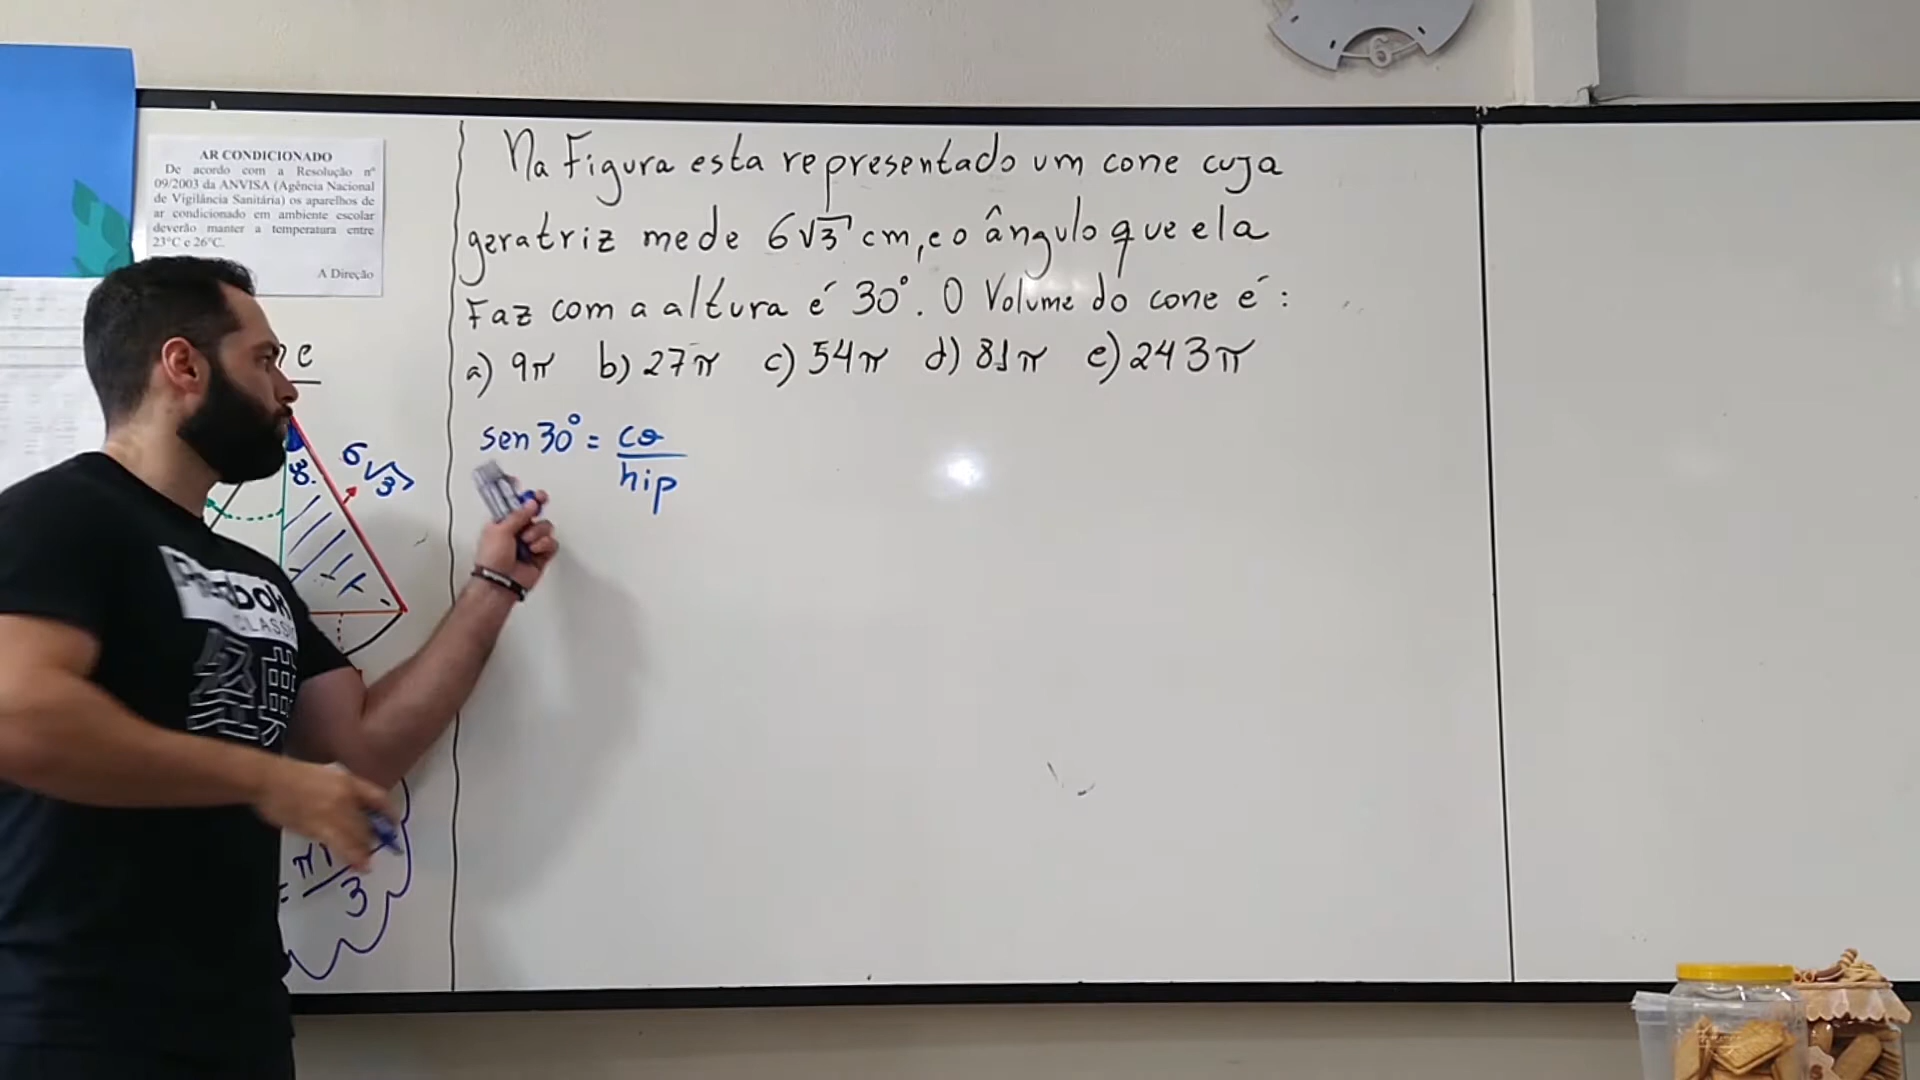 AR CONDICIONADO
De acordo com a Resolução nº
09/2003 da ANVISA (Agência Nacional
de Vigilância Sanitária) os aparelhos de
ar condicionado em ambiente escolar
deverão manter a temperatura entre
23°C e 26°C.
A Direção
Na Figura esta representado um cone cuja
geratriz mede 6√3 cm, e o ângulo que ela
Faz com a altura é 30°. O Volume do cone é:
a) 9π b) 27π c) 54π d) 81π e) 243π
sen 30° = co
hip
30°
6√3
3
CLASSIC
6